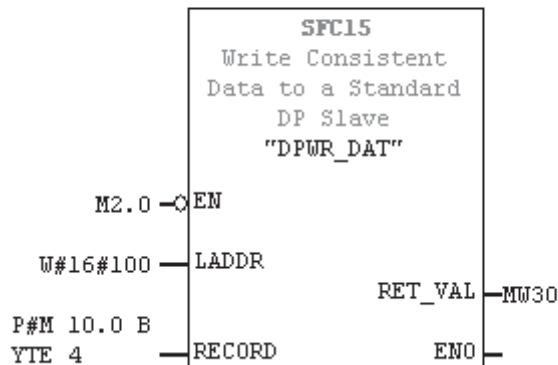 SFC15
Write Consistent
Data to a Standard
DP Slave
"DPWR_DAT"
M2.0 EN
W#16#100 LADDR
RET_VAL MW30
P#M 10.0 B
YTE 4 RECORD ENO